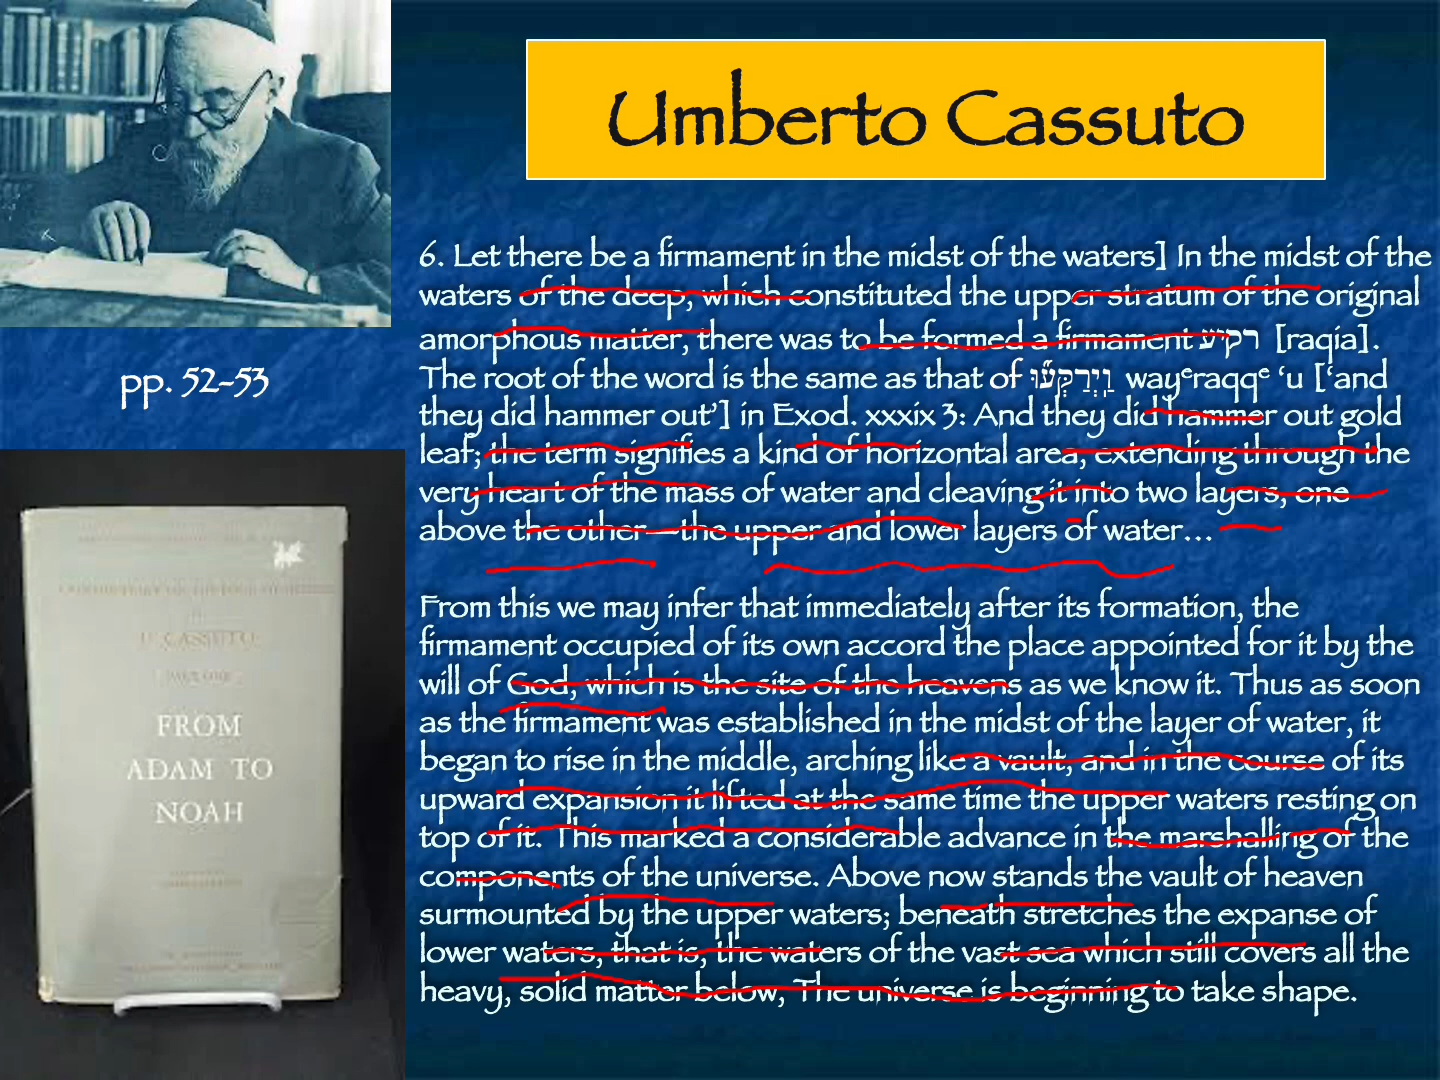 Umberto Cassuto
6. Let there be a firmament in the midst of the waters] In the midst of the
waters of the deep, which constituted the upper stratum of the original
amorphous matter, there was to be formed a firmament רקיע [raqia].
The root of the word is the same as that of וַיְרַקְּע֞וּ wayᵉraqqᵉ ‘u [‘and
they did hammer out’] in Exod. xxxix 3: And they did hammer out gold
leaf; the term signifies a kind of horizontal area, extending through the
very heart of the mass of water and cleaving it into two layers, one
above the other—the upper and lower layers of water…
From this we may infer that immediately after its formation, the
firmament occupied of its own accord the place appointed for it by the
will of God, which is the site of the heavens as we know it. Thus as soon
as the firmament was established in the midst of the layer of water, it
began to rise in the middle, arching like a vault, and in the course of its
upward expansion it lifted at the same time the upper waters resting on
top of it. This marked a considerable advance in the marshalling of the
components of the universe. Above now stands the vault of heaven
surmounted by the upper waters; beneath stretches the expanse of
lower waters, that is, the waters of the vast sea which still covers all the
heavy, solid matter below, The universe is beginning to take shape.
pp. 52-53
U. CASSUTO
PART ONE
FROM
ADAM TO
NOAH